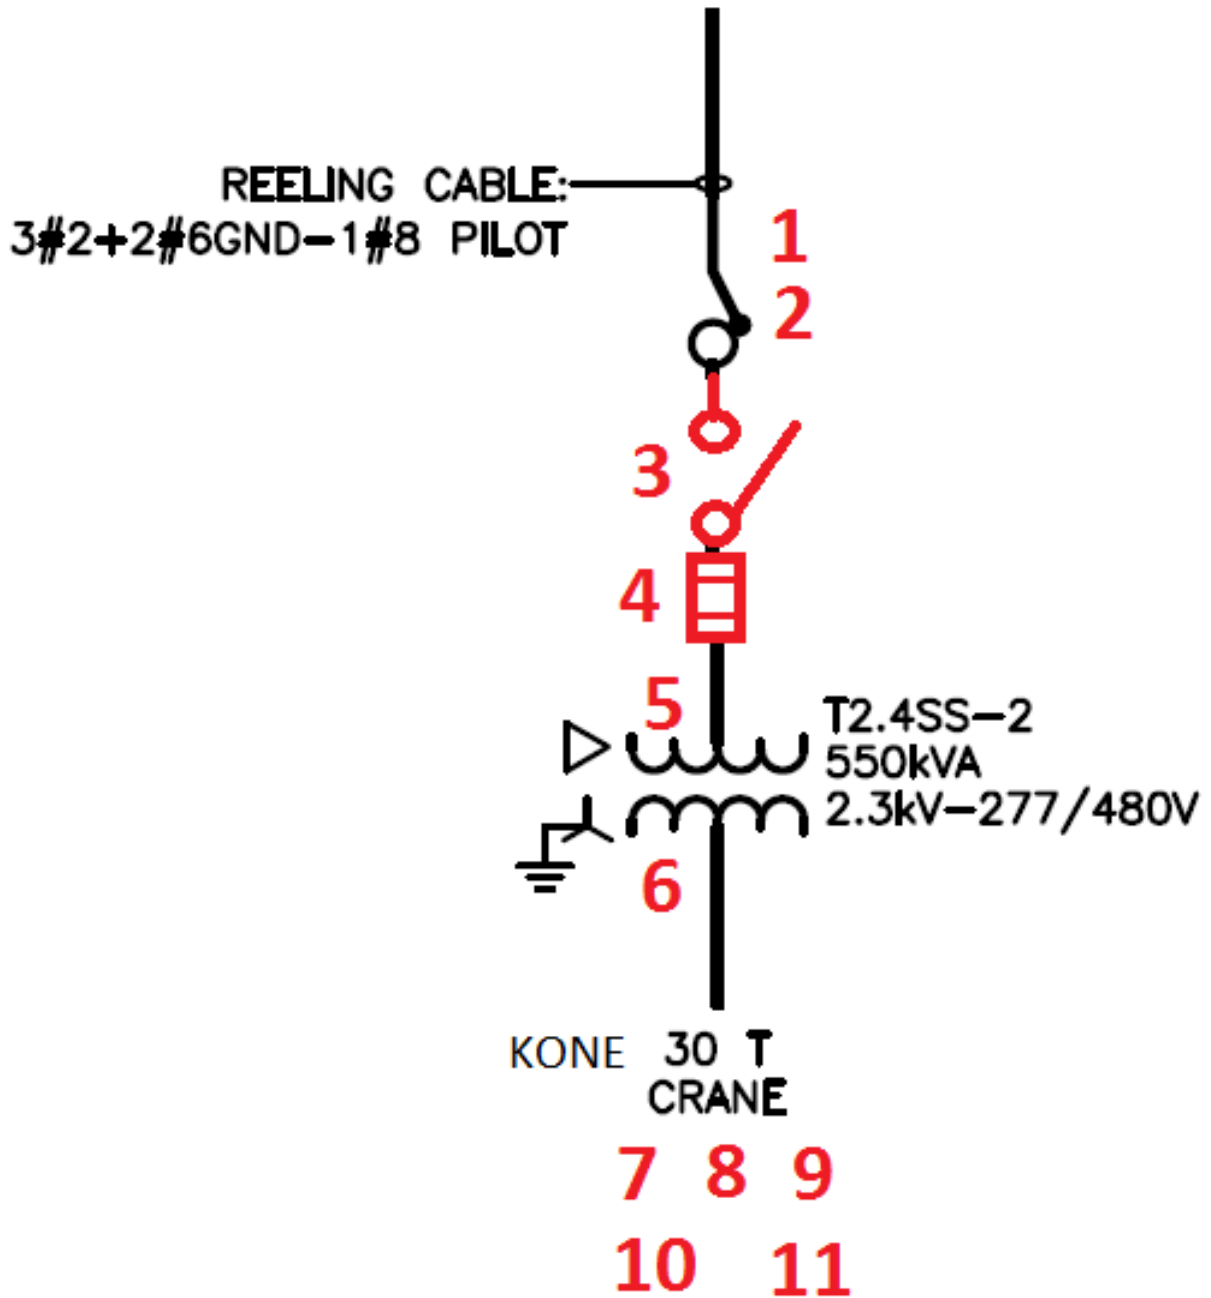 REELING CABLE:
3#2+2#6GND-1#8 PILOT
1
2
3
4
5
T2.4SS-2
550kVA
2.3kV-277/480V
6
KONE 30 T
CRANE
7 8 9
10 11